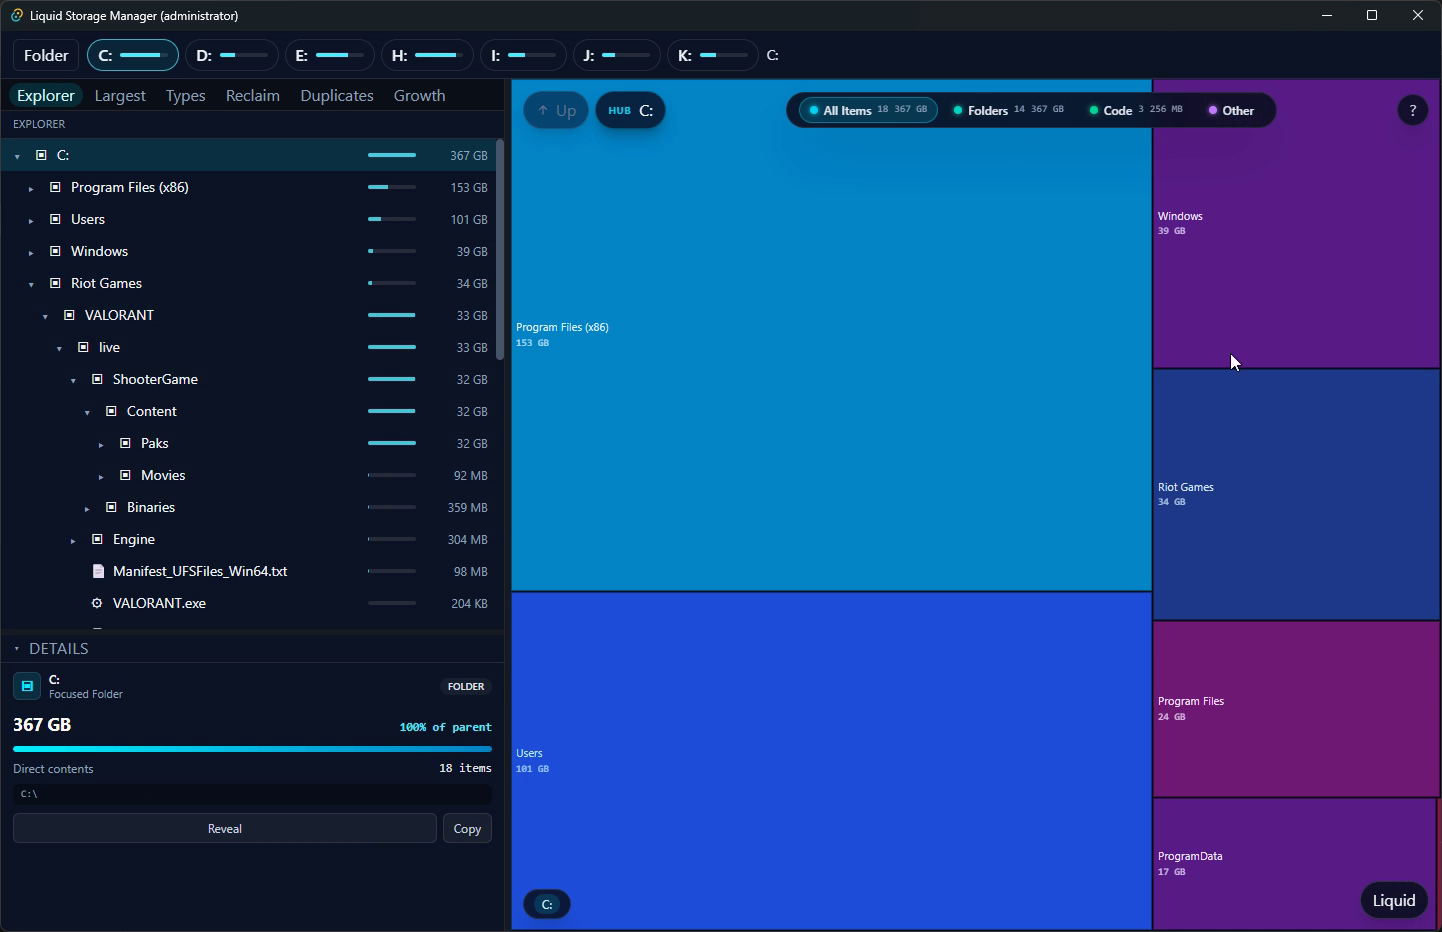 Liquid Storage Manager (administrator)
Folder C: D: E: H: I: J: K: C:
Explorer Largest Types Reclaim Duplicates Growth
EXPLORER
C: 367 GB
Program Files (x86) 153 GB
Users 101 GB
Windows 39 GB
Riot Games 34 GB
VALORANT 33 GB
live 33 GB
ShooterGame 32 GB
Content 32 GB
Paks 32 GB
Movies 92 MB
Binaries 359 MB
Engine 304 MB
Manifest_UFSFiles_Win64.txt 98 MB
VALORANT.exe 204 KB
DETAILS
C:
Focused Folder
FOLDER
367 GB
100% of parent
Direct contents 18 items
C:\
Reveal Copy
↑ Up HUB C:
All Items 18 367 GB Folders 14 367 GB Code 3 256 MB Other
?
Program Files (x86)
153 GB
Users
101 GB
C:
Windows
39 GB
Riot Games
34 GB
Program Files
24 GB
ProgramData
17 GB
Liquid